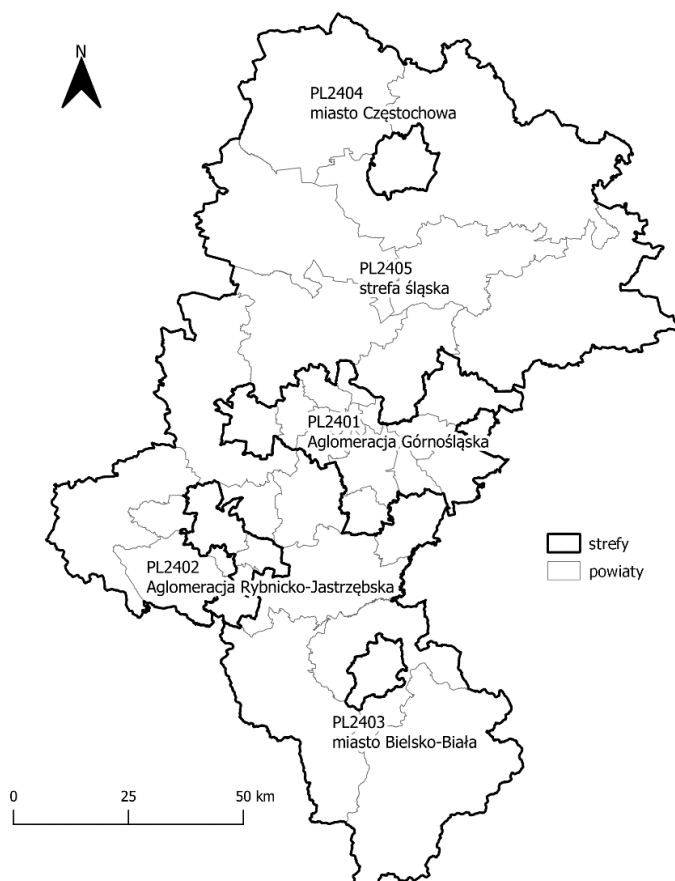 N
PL2404
miasto Częstochowa
PL2405
strefa śląska
PL2401
Aglomeracja Górnośląska
strefy
powiaty
PL2402
Aglomeracja Rybnicko-Jastrzębska
PL2403
miasto Bielsko-Biała
0 25 50 km